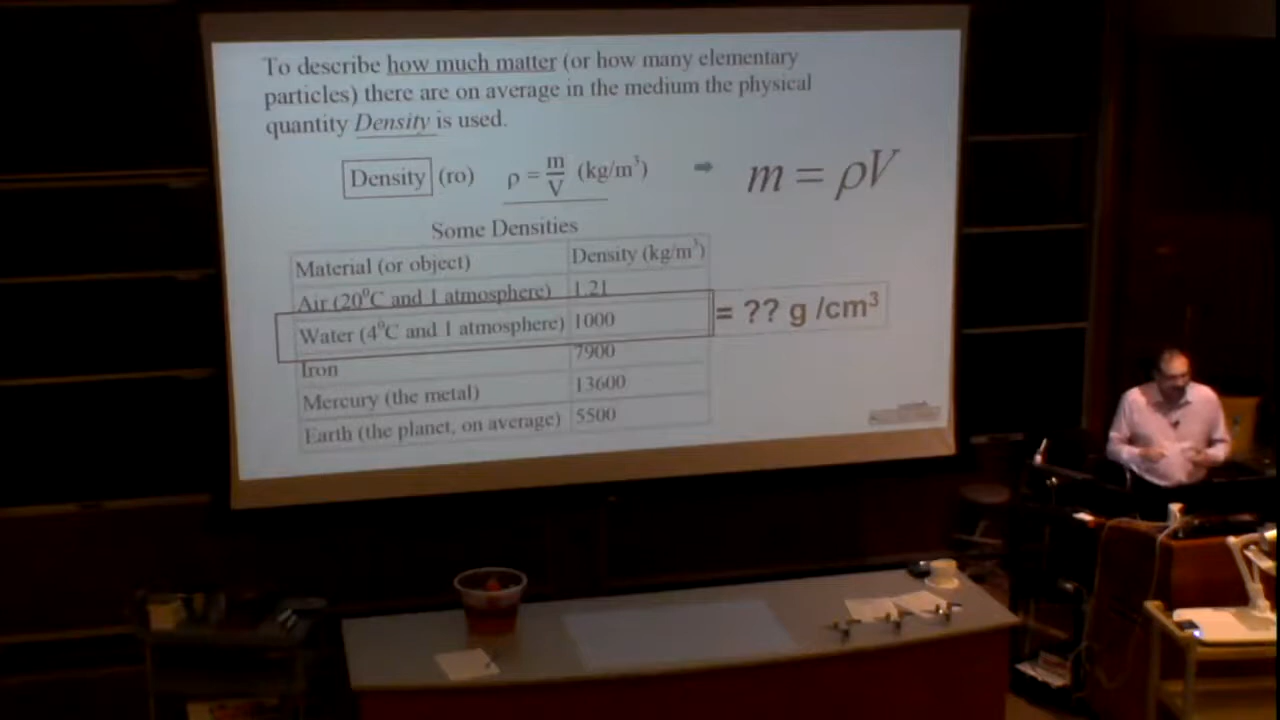 To describe how much matter (or how many elementary
particles) there are on average in the medium the physical
quantity Density is used.
Density (ro) ρ = m/V (kg/m³) ⇒ m = ρV
Some Densities
Material (or object) Density (kg/m³)
Air (20⁰C and 1 atmosphere) 1.21
Water (4⁰C and 1 atmosphere) 1000 = ?? g /cm³
Iron 7900
Mercury (the metal) 13600
Earth (the planet, on average) 5500